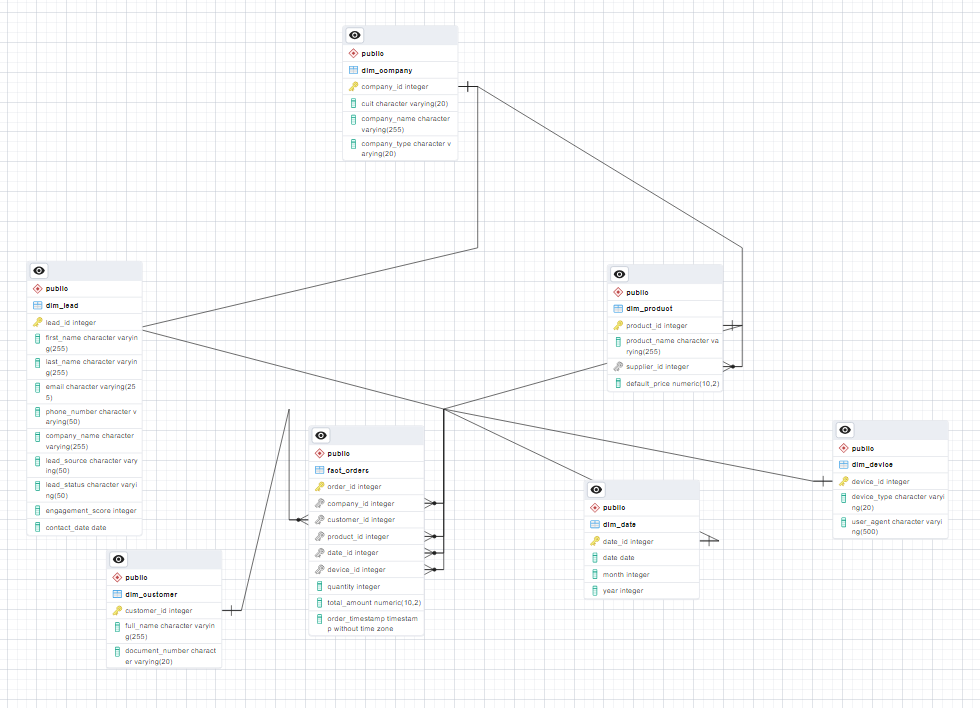 public
dim_company
company_id integer
cuit character varying(20)
company_name character
varying(255)
company_type character v
arying(20)
public
dim_lead
lead_id integer
first_name character varyin
g(255)
last_name character varyin
g(255)
email character varying(25
5)
phone_number character v
arying(50)
company_name character
varying(255)
lead_source character vary
ing(50)
lead_status character varyi
ng(50)
engagement_score integer
contact_date date
public
dim_product
product_id integer
product_name character va
rying(255)
supplier_id integer
default_price numeric(10,2)
public
fact_orders
order_id integer
company_id integer
customer_id integer
product_id integer
date_id integer
device_id integer
quantity integer
total_amount numeric(10,2)
order_timestamp timestam
p without time zone
public
dim_date
date_id integer
date date
month integer
year integer
public
dim_device
device_id integer
device_type character varyi
ng(20)
user_agent character varyi
ng(500)
public
dim_customer
customer_id integer
full_name character varyin
g(255)
document_number charact
er varying(20)